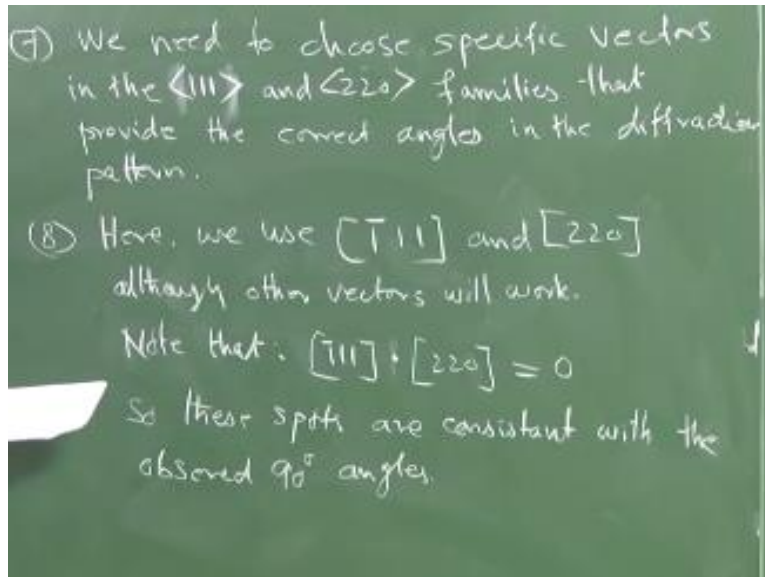 ⑦ We need to choose specific vectors
in the <111> and <220> families that
provide the correct angles in the diffraction
pattern.
⑧ Here, we use [1̄11] and [220]
although other vectors will work.
Note that: [1̄11]·[220] = 0
So these spots are consistant with the
obsered 90° angles.